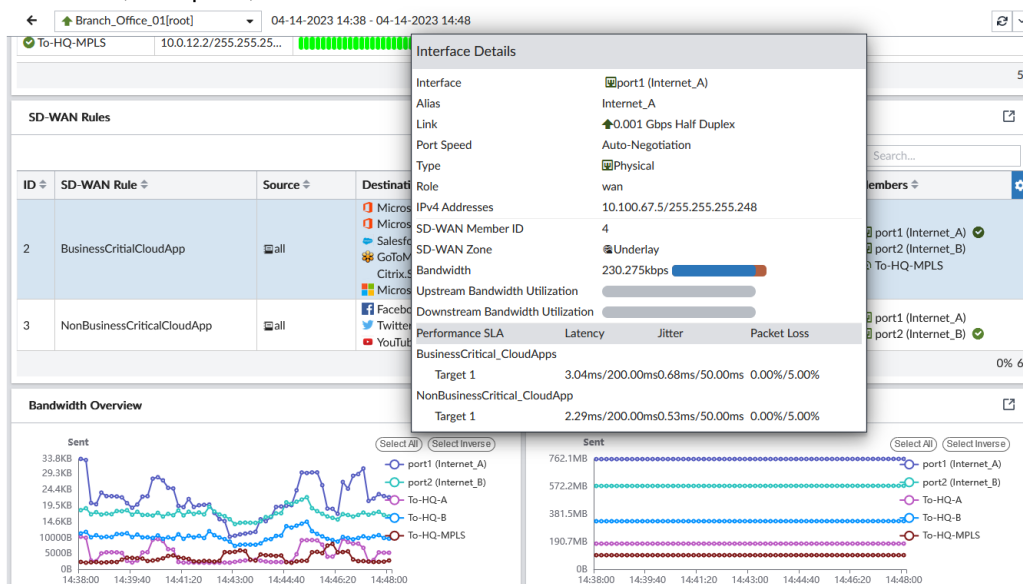 Branch_Office_01[root] 04-14-2023 14:38 - 04-14-2023 14:48
To-HQ-MPLS 10.0.12.2/255.255.25...
5
SD-WAN Rules
Search...
ID SD-WAN Rule Source Destinati embers
2 BusinessCritialCloudApp all
Micros
Micros
Salesfo
GoToM
Citrix.S
Micros
port1 (Internet_A)
port2 (Internet_B)
To-HQ-MPLS
3 NonBusinessCriticalCloudApp all
Facebo
Twitter
YouTub
port1 (Internet_A)
port2 (Internet_B)
0% 6
Interface Details
Interface port1 (Internet_A)
Alias Internet_A
Link 0.001 Gbps Half Duplex
Port Speed Auto-Negotiation
Type Physical
Role wan
IPv4 Addresses 10.100.67.5/255.255.255.248
SD-WAN Member ID 4
SD-WAN Zone Underlay
Bandwidth 230.275kbps
Upstream Bandwidth Utilization
Downstream Bandwidth Utilization
Performance SLA Latency Jitter Packet Loss
BusinessCritical_CloudApps
Target 1 3.04ms/200.00ms0.68ms/50.00ms 0.00%/5.00%
NonBusinessCritical_CloudApp
Target 1 2.29ms/200.00ms0.53ms/50.00ms 0.00%/5.00%
Bandwidth Overview
Sent
Select All Select Inverse
33.8KB
29.3KB
24.4KB
19.5KB
14.6KB
10000B
5000B
0B
14:38:00 14:39:40 14:41:20 14:43:00 14:44:40 14:46:20 14:48:00
port1 (Internet_A)
port2 (Internet_B)
To-HQ-A
To-HQ-B
To-HQ-MPLS
Sent
Select All Select Inverse
762.1MB
572.2MB
381.5MB
190.7MB
0B
14:38:00 14:39:40 14:41:20 14:43:00 14:44:40 14:46:20 14:48:00
port1 (Internet_A)
port2 (Internet_B)
To-HQ-A
To-HQ-B
To-HQ-MPLS